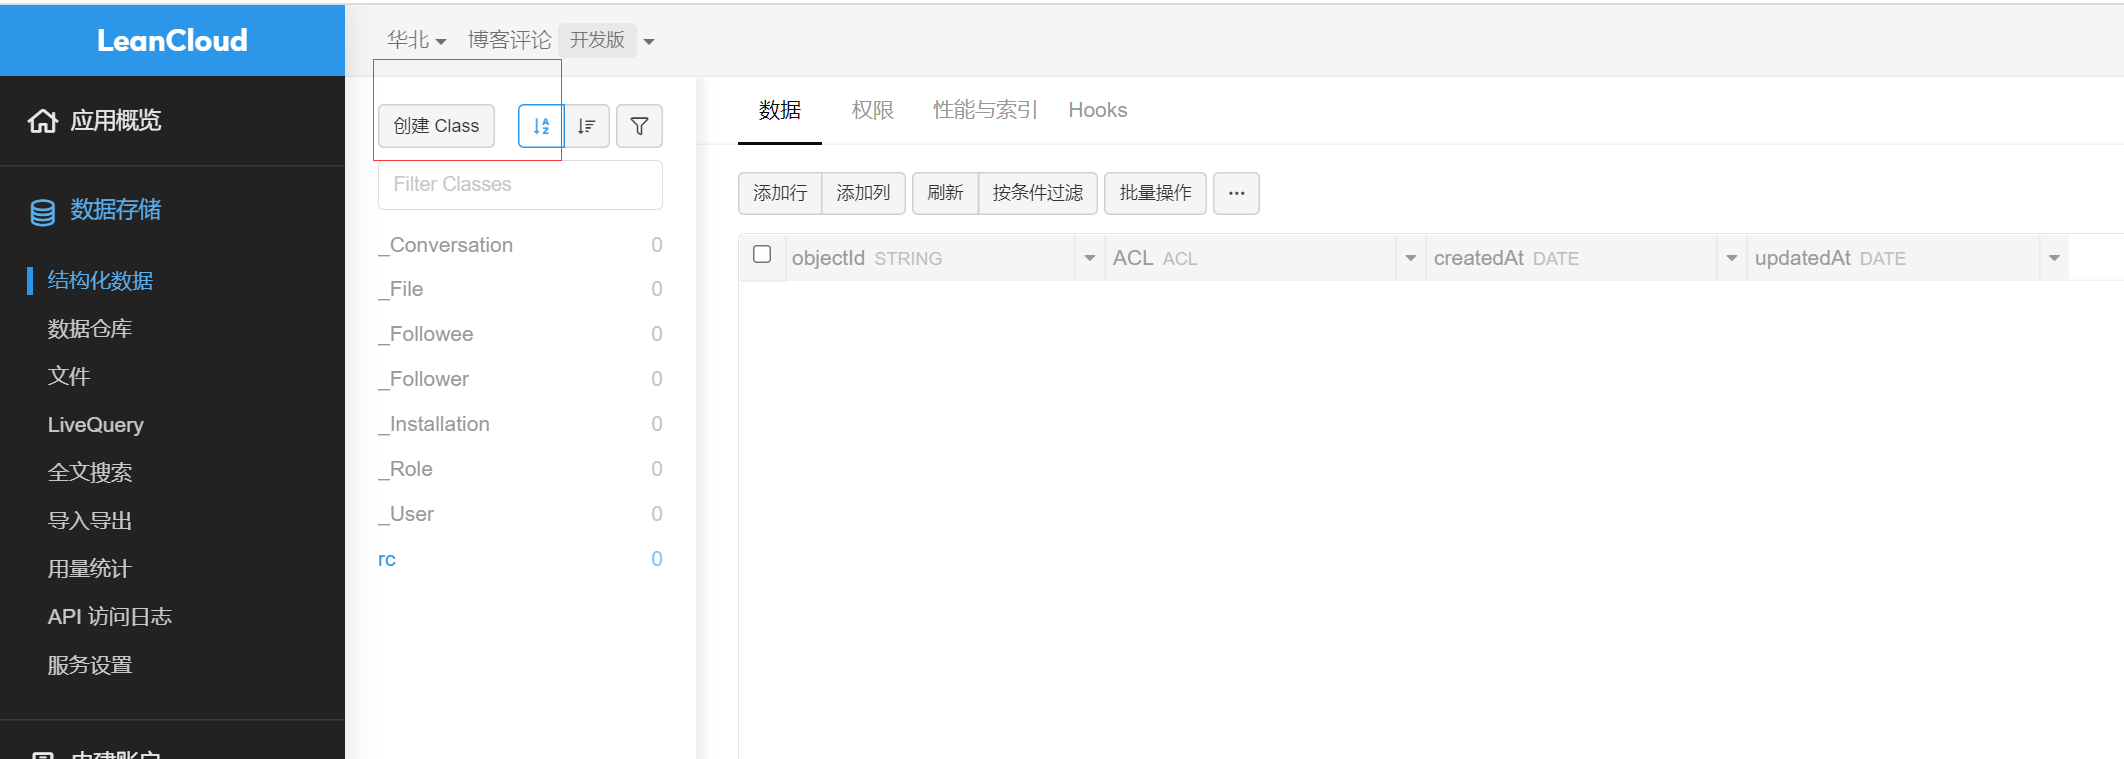 LeanCloud
华北 博客评论 开发版
应用概览
数据存储
结构化数据
数据仓库
文件
LiveQuery
全文搜索
导入导出
用量统计
API 访问日志
服务设置
创建 Class
Filter Classes
_Conversation 0
_File 0
_Followee 0
_Follower 0
_Installation 0
_Role 0
_User 0
rc 0
数据 权限 性能与索引 Hooks
添加行 添加列 刷新 按条件过滤 批量操作 ···
objectId STRING ACL ACL createdAt DATE updatedAt DATE